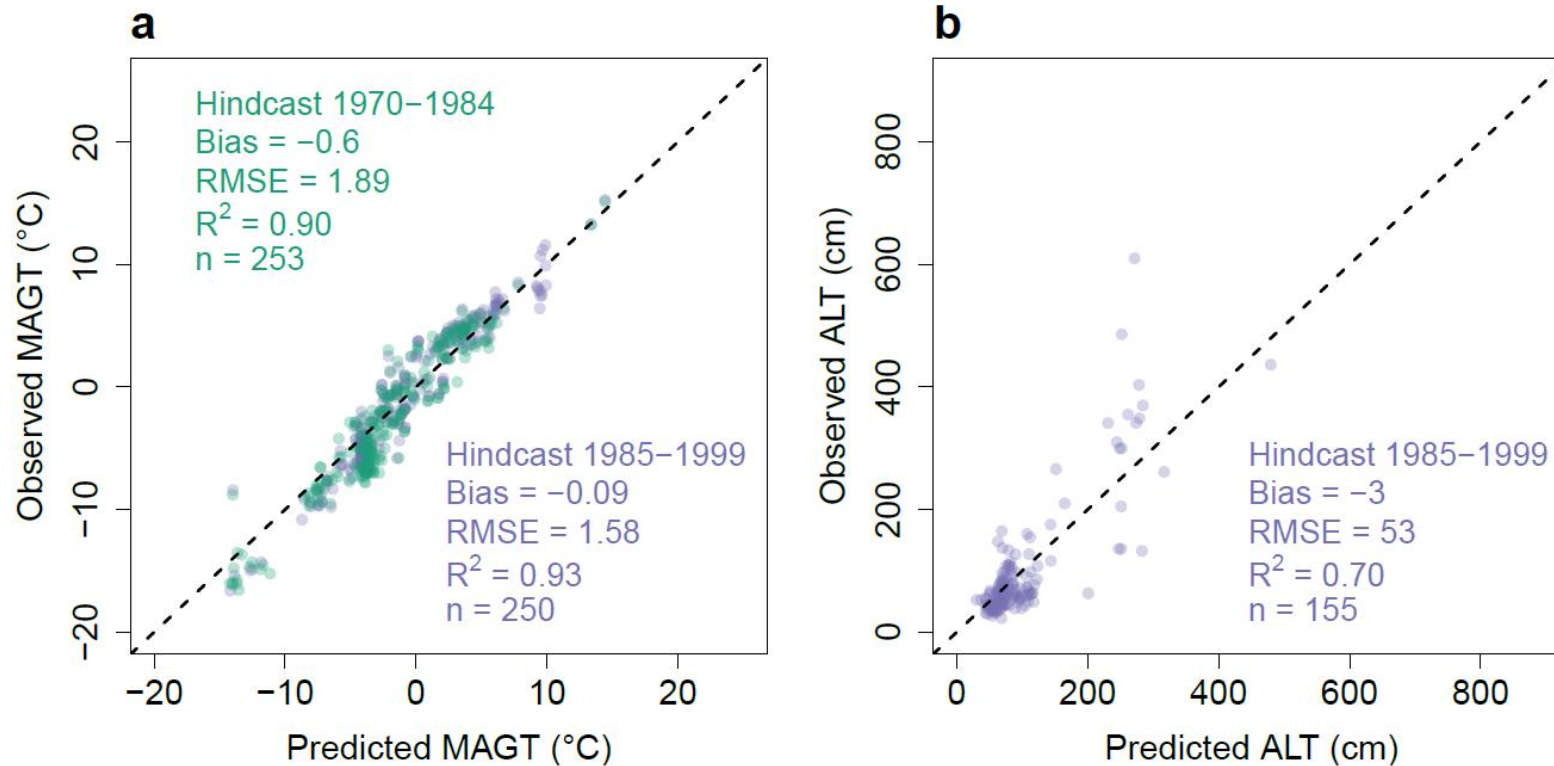 a
Hindcast 1970−1984
Bias = −0.6
RMSE = 1.89
R² = 0.90
n = 253
Hindcast 1985−1999
Bias = −0.09
RMSE = 1.58
R² = 0.93
n = 250
Observed MAGT (°C)
20
10
0
−10
−20
−20 −10 0 10 20
Predicted MAGT (°C)
b
Hindcast 1985−1999
Bias = −3
RMSE = 53
R² = 0.70
n = 155
Observed ALT (cm)
800
600
400
200
0
0 200 400 600 800
Predicted ALT (cm)